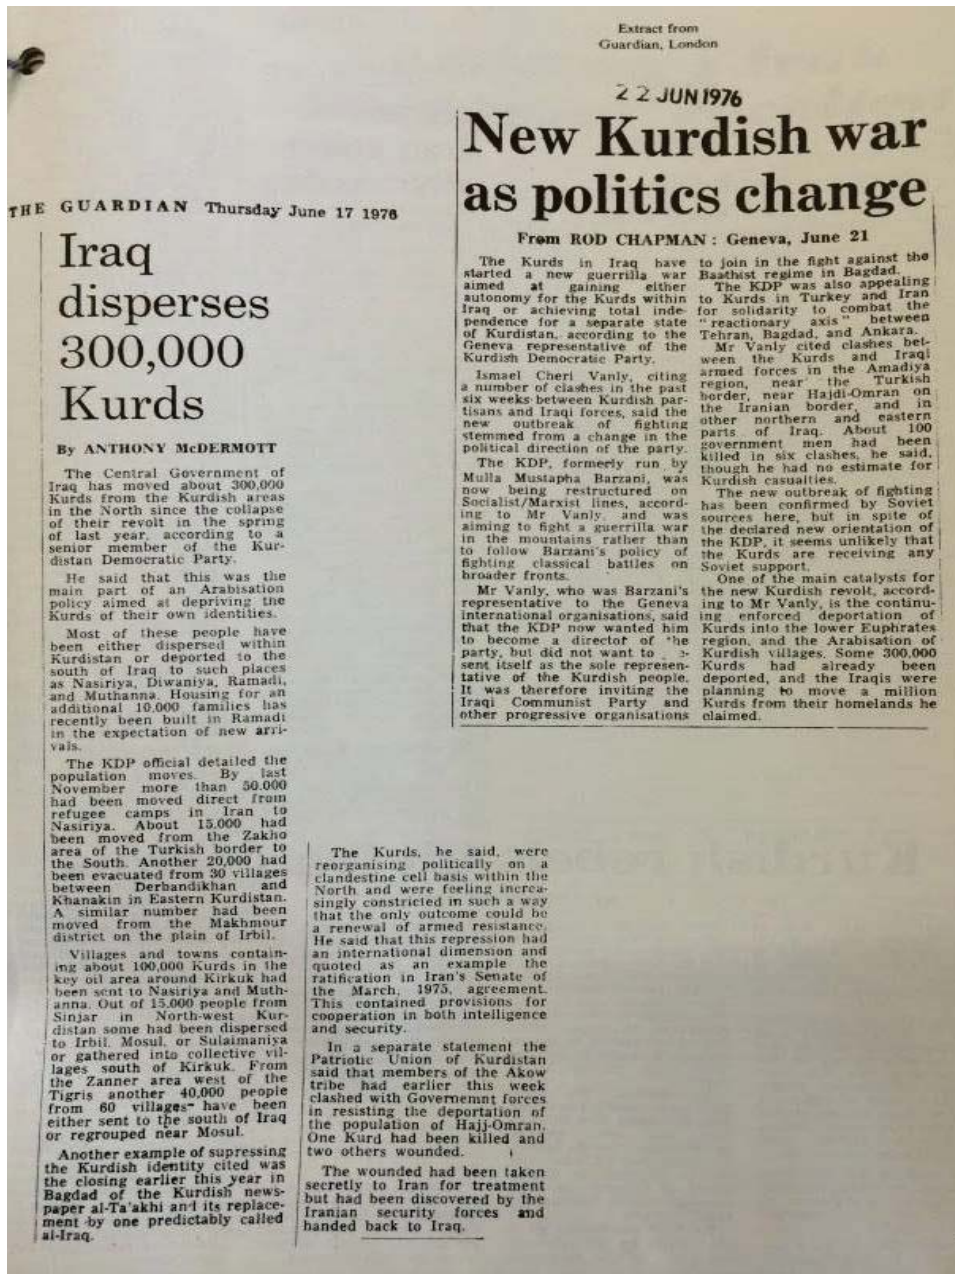 Extract from
Guardian, London
22 JUN 1976
New Kurdish war
as politics change
From ROD CHAPMAN : Geneva, June 21
The Kurds in Iraq have
started a new guerrilla war
aimed at gaining either
autonomy for the Kurds within
Iraq or achieving total inde-
pendence for a separate state
of Kurdistan, according to the
Geneva representative of the
Kurdish Democratic Party.
Ismael Cheri Vanly, citing
a number of clashes in the past
six weeks between Kurdish par-
tisans and Iraqi forces, said the
new outbreak of fighting
stemmed from a change in the
political direction of the party.
The KDP, formerly run by
Mulla Mustapha Barzani, was
now being restructured on
Socialist/Marxist lines, accord-
ing to Mr Vanly, and was
aiming to fight a guerrilla war
in the mountains rather than
to follow Barzani's policy of
fighting classical battles on
broader fronts.
Mr Vanly, who was Barzani's
representative to the Geneva
international organisations, said
that the KDP now wanted him
to become a director of he
party, but did not want to
sent itself as the sole represen-
tative of the Kurdish people.
It was therefore inviting the
Iraqi Communist Party and
other progressive organisations
to join in the fight against the
Baathist regime in Bagdad.
The KDP was also appealing
to Kurds in Turkey and Iran
for solidarity to combat the
"reactionary axis" between
Tehran, Bagdad, and Ankara.
Mr Vanly cited clashes bet-
ween the Kurds and Iraqi
armed forces in the Amadiya
region, near the Turkish
border, near Hajdi-Omran on
the Iranian border, and in
other northern and eastern
parts of Iraq. About 100
government men had been
killed in six clashes, he said,
though he had no estimate for
Kurdish casualties.
The new outbreak of fighting
has been confirmed by Soviet
sources here, but in spite of
the declared new orientation of
the KDP, it seems unlikely that
the Kurds are receiving any
Soviet support.
One of the main catalysts for
the new Kurdish revolt, accord-
ing to Mr Vanly, is the continu-
ing enforced deportation of
Kurds into the lower Euphrates
region, and the Arabisation of
Kurdish villages. Some 300,000
Kurds had already been
deported, and the Iraqis were
planning to move a million
Kurds from their homelands he
claimed.
THE GUARDIAN Thursday June 17 1976
Iraq
disperses
300,000
Kurds
By ANTHONY McDERMOTT
The Central Government of
Iraq has moved about 300,000
Kurds from the Kurdish areas
in the North since the collapse
of their revolt in the spring
of last year, according to a
senior member of the Kur-
distan Democratic Party.
He said that this was the
main part of an Arabisation
policy aimed at depriving the
Kurds of their own identities.
Most of these people have
been either dispersed within
Kurdistan or deported to the
south of Iraq to such places
as Nasiriya, Diwaniya, Ramadi,
and Muthanna. Housing for an
additional 10,000 families has
recently been built in Ramadi
in the expectation of new arri-
vals.
The KDP official detailed the
population moves. By last
November more than 50,000
had been moved direct from
refugee camps in Iran to
Nasiriya. About 15,000 had
been moved from the Zakho
area of the Turkish border to
the South. Another 20,000 had
been evacuated from 30 villages
between Derbandikhan and
Khanakin in Eastern Kurdistan.
A similar number had been
moved from the Makhmour
district on the plain of Irbil.
Villages and towns contain-
ing about 100,000 Kurds in the
key oil area around Kirkuk had
been sent to Nasiriya and Muth-
anna. Out of 15,000 people from
Sinjar in North-west Kur-
distan some had been dispersed
to Irbil, Mosul, or Sulaimaniya
or gathered into collective vil-
lages south of Kirkuk. From
the Zanner area west of the
Tigris another 40,000 people
from 60 villages have been
either sent to the south of Iraq
or regrouped near Mosul.
Another example of supressing
the Kurdish identity cited was
the closing earlier this year in
Bagdad of the Kurdish news-
paper al-Ta'akhi and its replace-
ment by one predictably called
al-Iraq.
The Kurds, he said, were
reorganising politically on a
clandestine cell basis within the
North and were feeling increa-
singly constricted in such a way
that the only outcome could be
a renewal of armed resistance.
He said that this repression had
an international dimension and
quoted as an example the
ratification in Iran's Senate of
the March, 1975, agreement.
This contained provisions for
cooperation in both intelligence
and security.
In a separate statement the
Patriotic Union of Kurdistan
said that members of the Akow
tribe had earlier this week
clashed with Governemnt forces
in resisting the deportation of
the population of Hajj-Omran.
One Kurd had been killed and
two others wounded.
The wounded had been taken
secretly to Iran for treatment
but had been discovered by the
Iranian security forces and
handed back to Iraq.